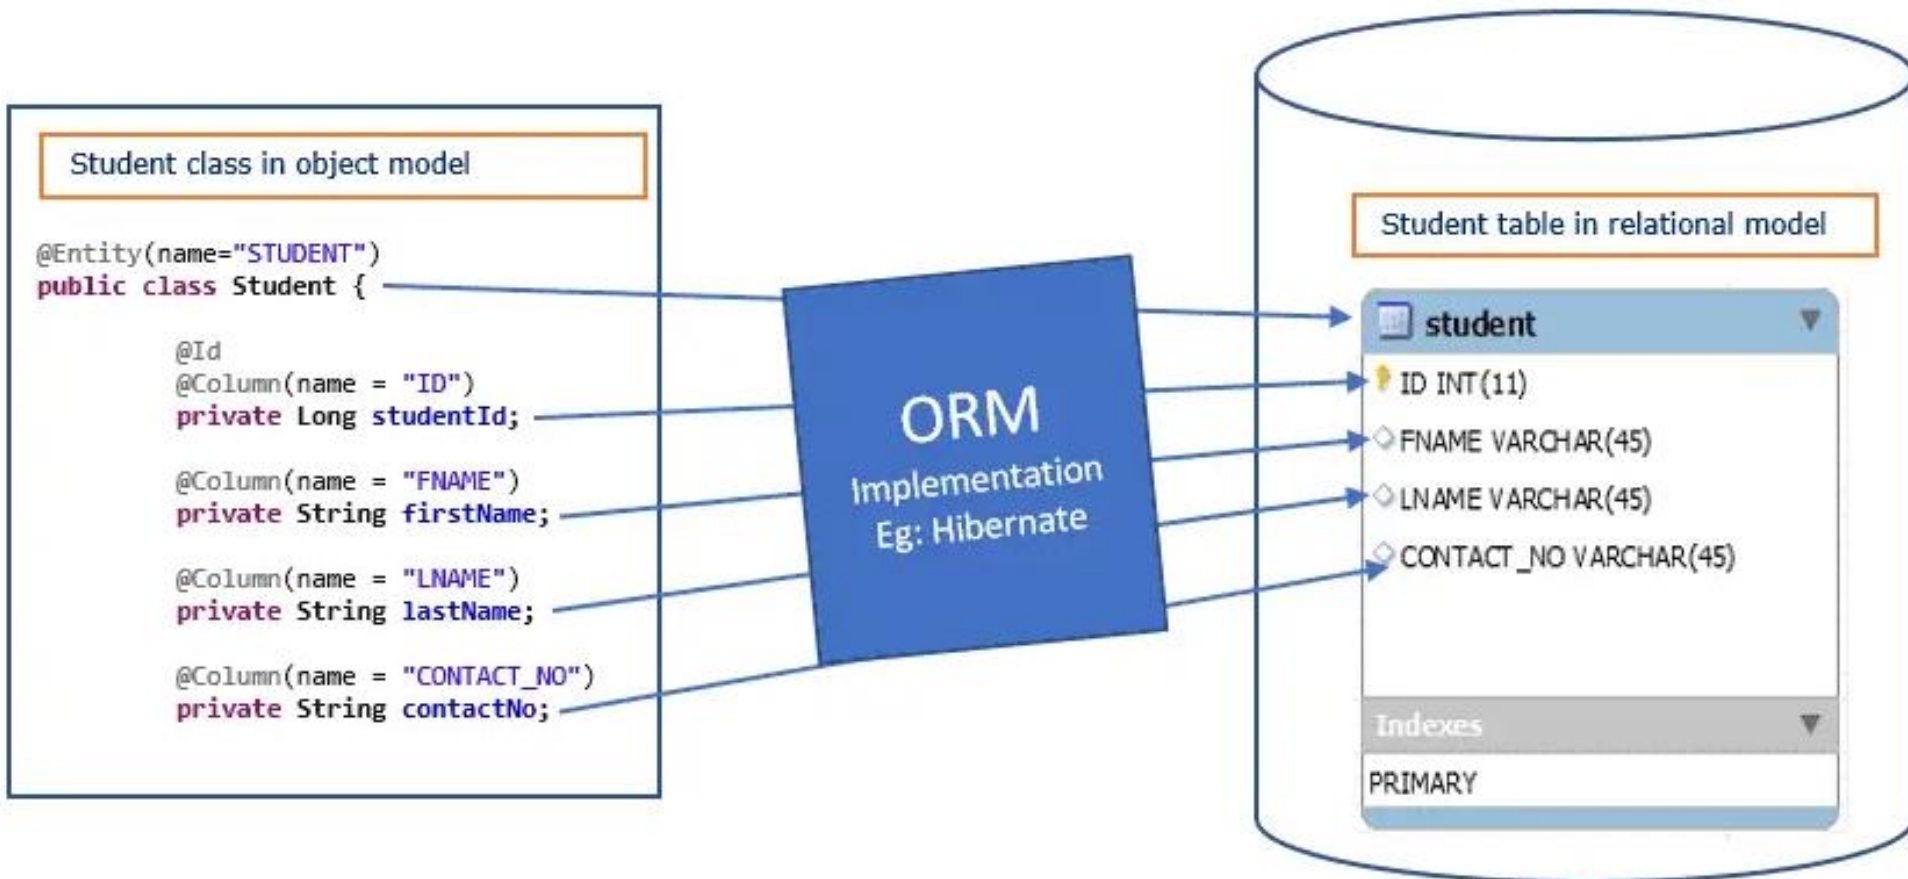 Student class in object model
@Entity(name="STUDENT")
public class Student {
@Id
@Column(name = "ID")
private Long studentId;
@Column(name = "FNAME")
private String firstName;
@Column(name = "LNAME")
private String lastName;
@Column(name = "CONTACT_NO")
private String contactNo;
ORM
Implementation
Eg: Hibernate
Student table in relational model
student
ID INT(11)
FNAME VARCHAR(45)
LNAME VARCHAR(45)
CONTACT_NO VARCHAR(45)
Indexes
PRIMARY